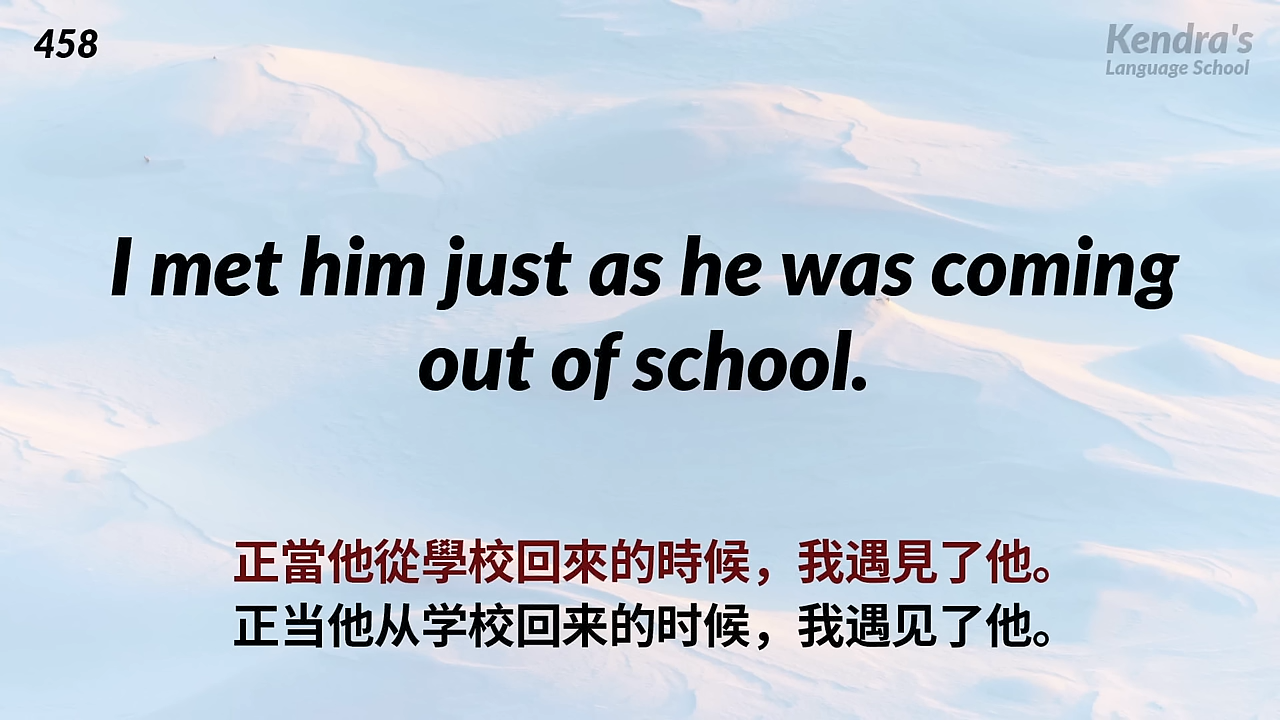 458
Kendra's
Language School
I met him just as he was coming
out of school.
正當他從學校回來的時候，我遇見了他。
正当他从学校回来的时候，我遇见了他。